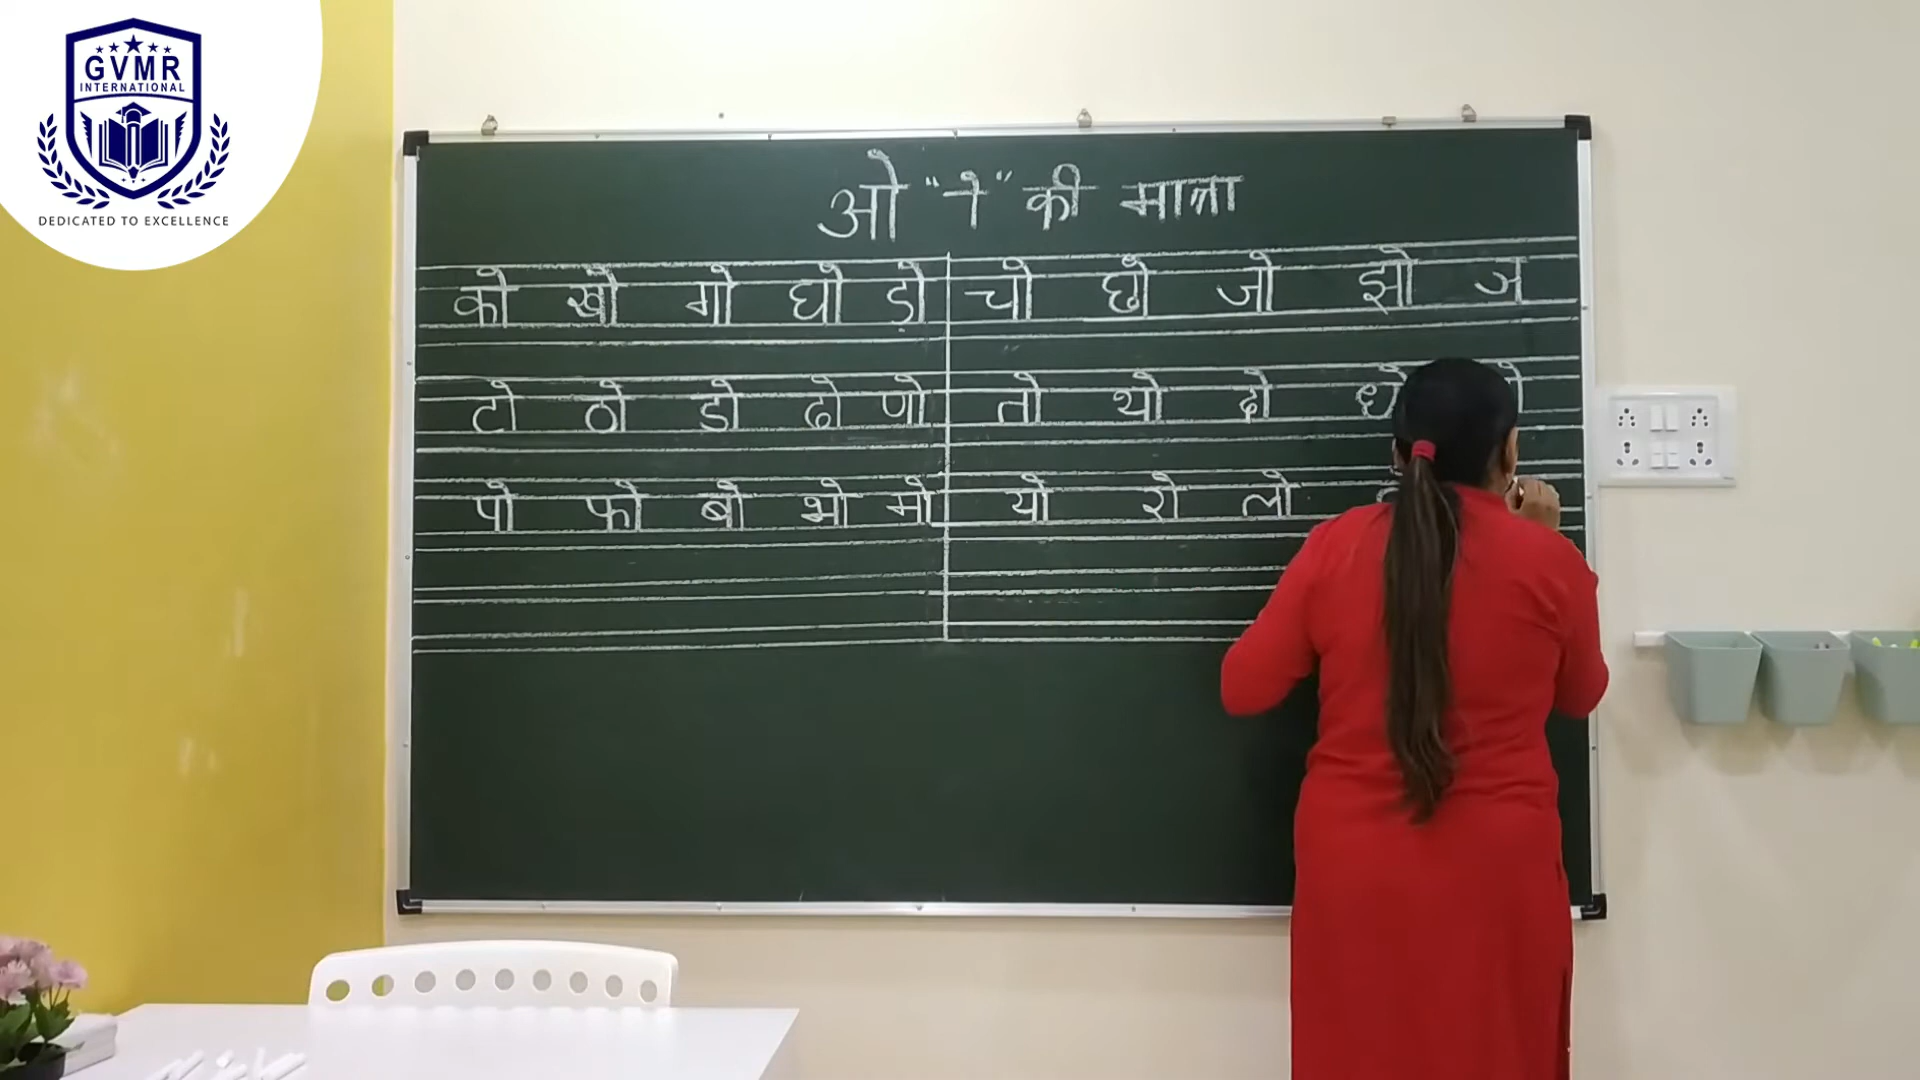 GVMR
INTERNATIONAL
DEDICATED TO EXCELLENCE
ओ "ो" की मात्रा
को खो गो घो ड़ो चो छो जो झो ञ
टो ठो डो ढो णो तो थो दो धो
पो फो बो भो मो यो रो लो